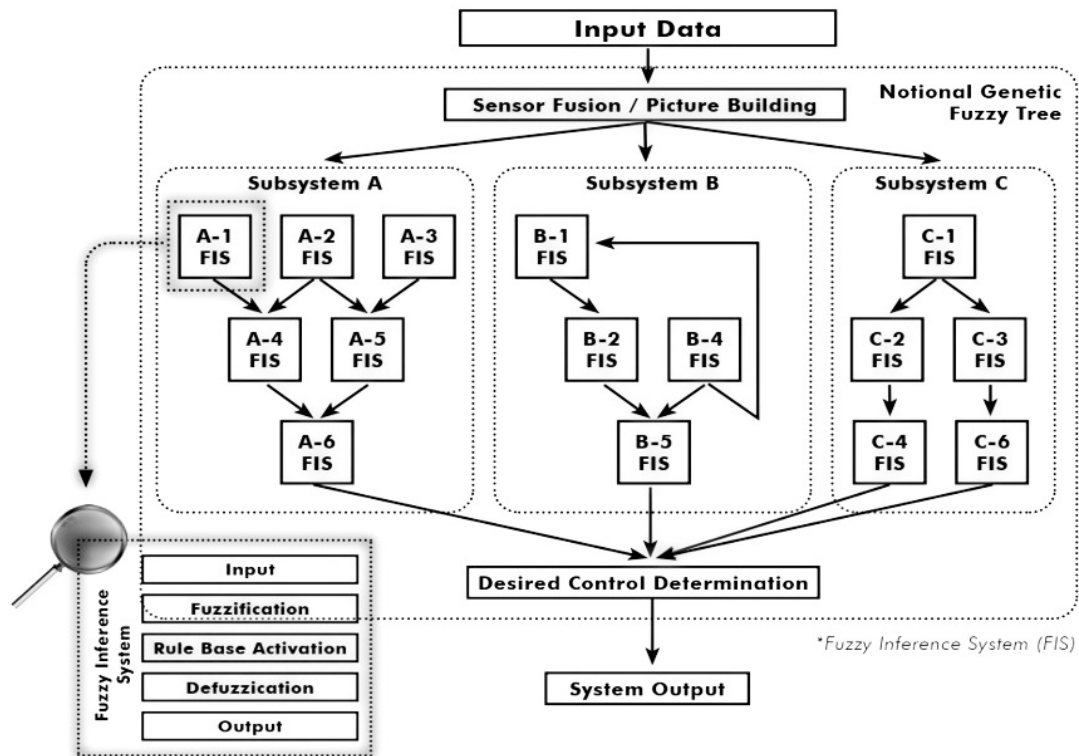 Input Data
Sensor Fusion / Picture Building
Notional Genetic
Fuzzy Tree
Subsystem A
A-1
FIS
A-2
FIS
A-3
FIS
A-4
FIS
A-5
FIS
A-6
FIS
Subsystem B
B-1
FIS
B-2
FIS
B-4
FIS
B-5
FIS
Subsystem C
C-1
FIS
C-2
FIS
C-3
FIS
C-4
FIS
C-6
FIS
Desired Control Determination
System Output
*Fuzzy Inference System (FIS)
Fuzzy Inference
System
Input
Fuzzification
Rule Base Activation
Defuzzication
Output